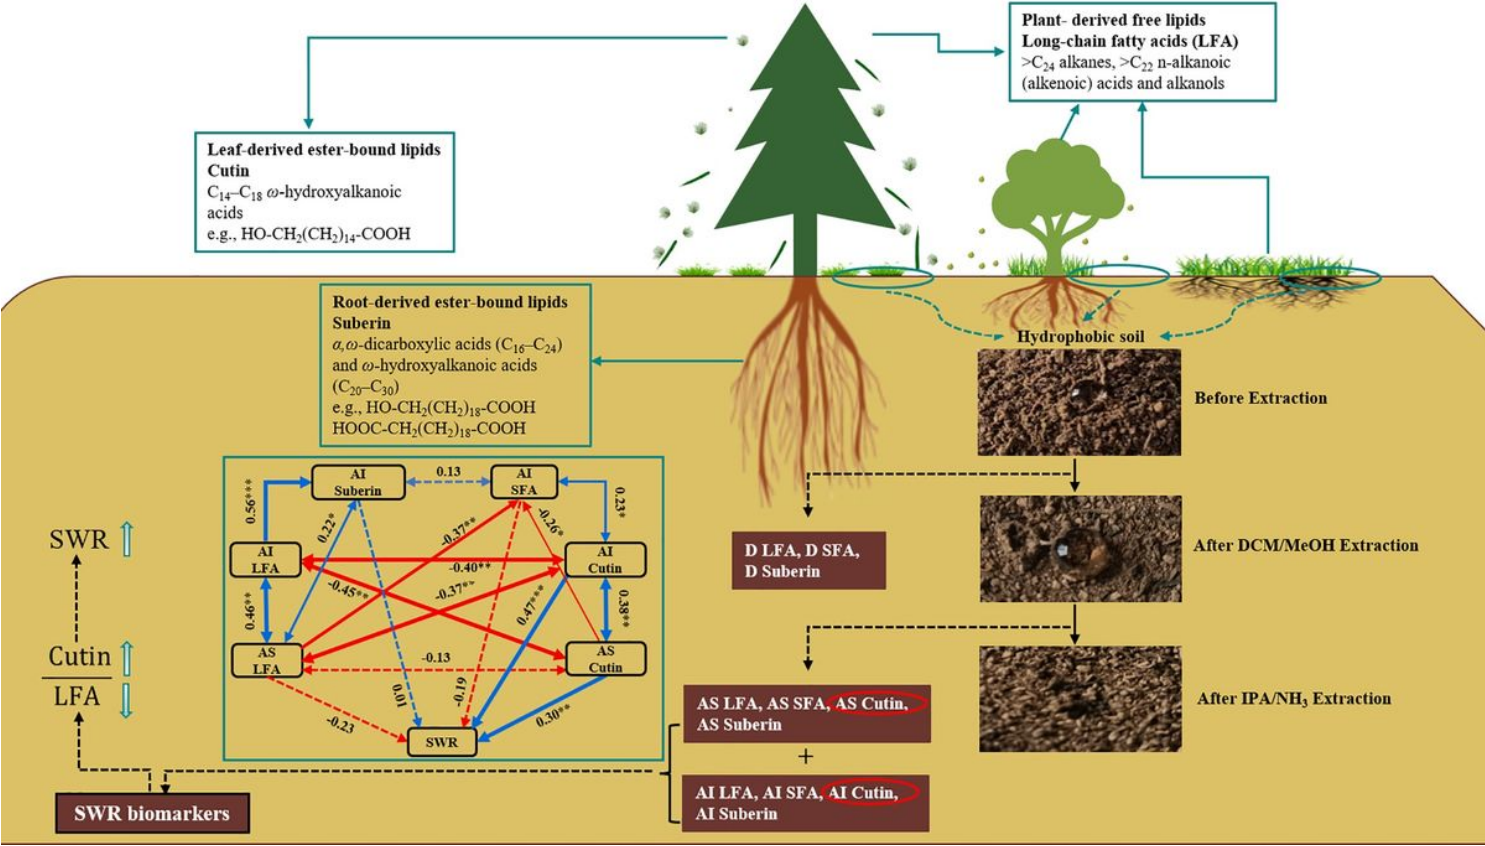 Plant- derived free lipids
Long-chain fatty acids (LFA)
>C₂₄ alkanes, >C₂₂ n-alkanoic
(alkenoic) acids and alkanols
Leaf-derived ester-bound lipids
Cutin
C₁₄–C₁₈ ω-hydroxyalkanoic
acids
e.g., HO-CH₂(CH₂)₁₄-COOH
Root-derived ester-bound lipids
Suberin
α,ω-dicarboxylic acids (C₁₆–C₂₄)
and ω-hydroxyalkanoic acids
(C₂₀–C₃₀)
e.g., HO-CH₂(CH₂)₁₈-COOH
HOOC-CH₂(CH₂)₁₈-COOH
Hydrophobic soil
Before Extraction
After DCM/MeOH Extraction
After IPA/NH₃ Extraction
D LFA, D SFA,
D Suberin
AS LFA, AS SFA, AS Cutin,
AS Suberin
+
AI LFA, AI SFA, AI Cutin,
AI Suberin
AI
Suberin
0.13
AI
SFA
0.56***
0.22*
-0.37**
-0.26*
0.23*
AI
LFA
-0.40**
AI
Cutin
-0.45**
-0.37**
0.47***
0.46**
0.38**
AS
LFA
-0.13
AS
Cutin
-0.23
0.01
-0.19
0.30**
SWR
SWR
Cutin
LFA
SWR biomarkers